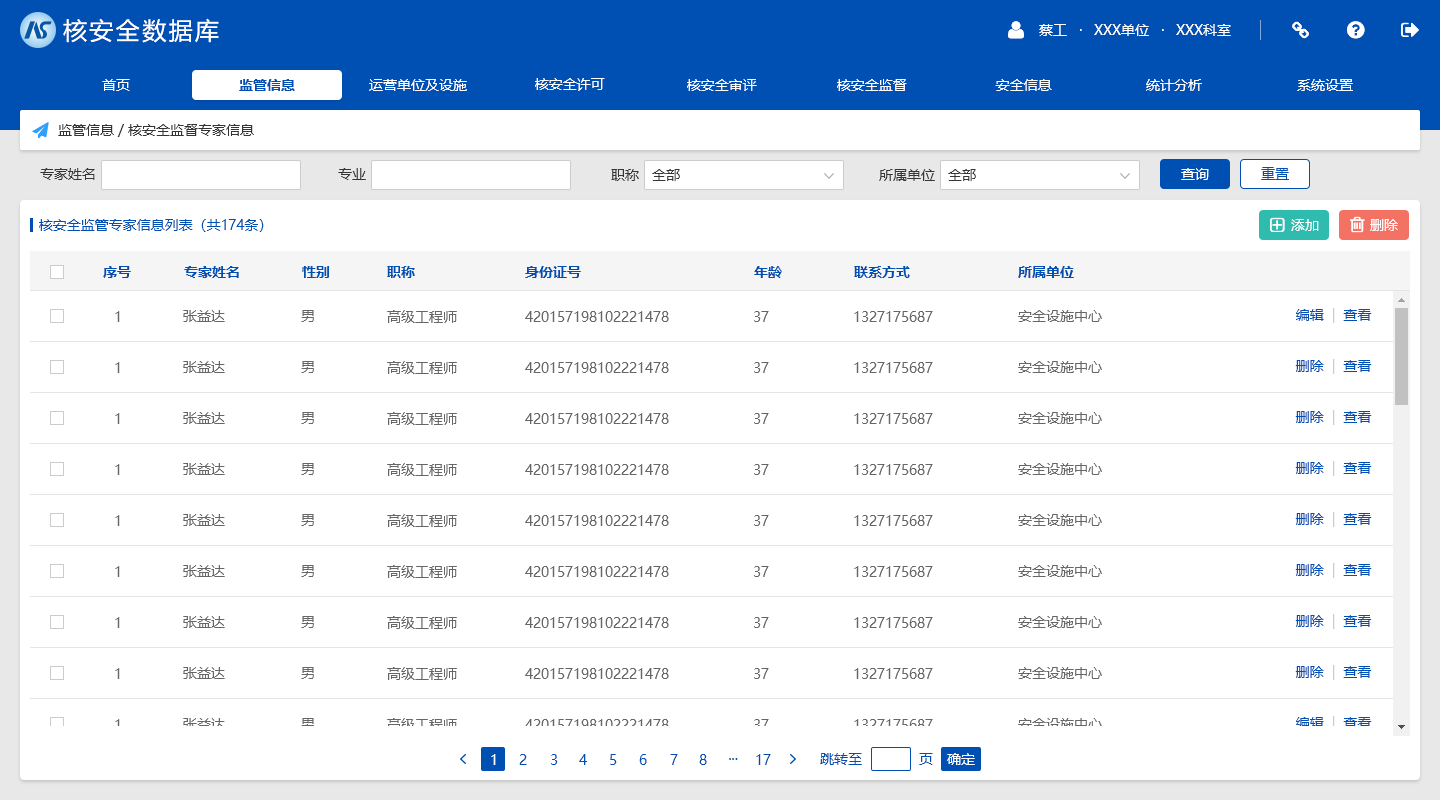 核安全数据库
蔡工 · XXX单位 · XXX科室
首页 监管信息 运营单位及设施 核安全许可 核安全审评 核安全监督 安全信息 统计分析 系统设置
监管信息 / 核安全监督专家信息
专家姓名 专业 职称 全部 所属单位 全部 查询 重置
核安全监管专家信息列表（共174条） 添加 删除
序号 专家姓名 性别 职称 身份证号 年龄 联系方式 所属单位
1 张益达 男 高级工程师 420157198102221478 37 1327175687 安全设施中心 编辑 | 查看
1 张益达 男 高级工程师 420157198102221478 37 1327175687 安全设施中心 删除 | 查看
1 张益达 男 高级工程师 420157198102221478 37 1327175687 安全设施中心 删除 | 查看
1 张益达 男 高级工程师 420157198102221478 37 1327175687 安全设施中心 删除 | 查看
1 张益达 男 高级工程师 420157198102221478 37 1327175687 安全设施中心 删除 | 查看
1 张益达 男 高级工程师 420157198102221478 37 1327175687 安全设施中心 删除 | 查看
1 张益达 男 高级工程师 420157198102221478 37 1327175687 安全设施中心 删除 | 查看
1 张益达 男 高级工程师 420157198102221478 37 1327175687 安全设施中心 删除 | 查看
1 张益达 男 高级工程师 420157198102221478 37 1327175687 安全设施中心 编辑 | 查看
< 1 2 3 4 5 6 7 8 ··· 17 > 跳转至 页 确定